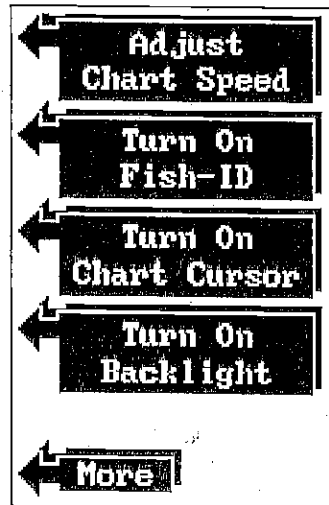 Adjust
Chart Speed
Turn On
Fish-ID
Turn On
Chart Cursor
Turn On
Backlight
More